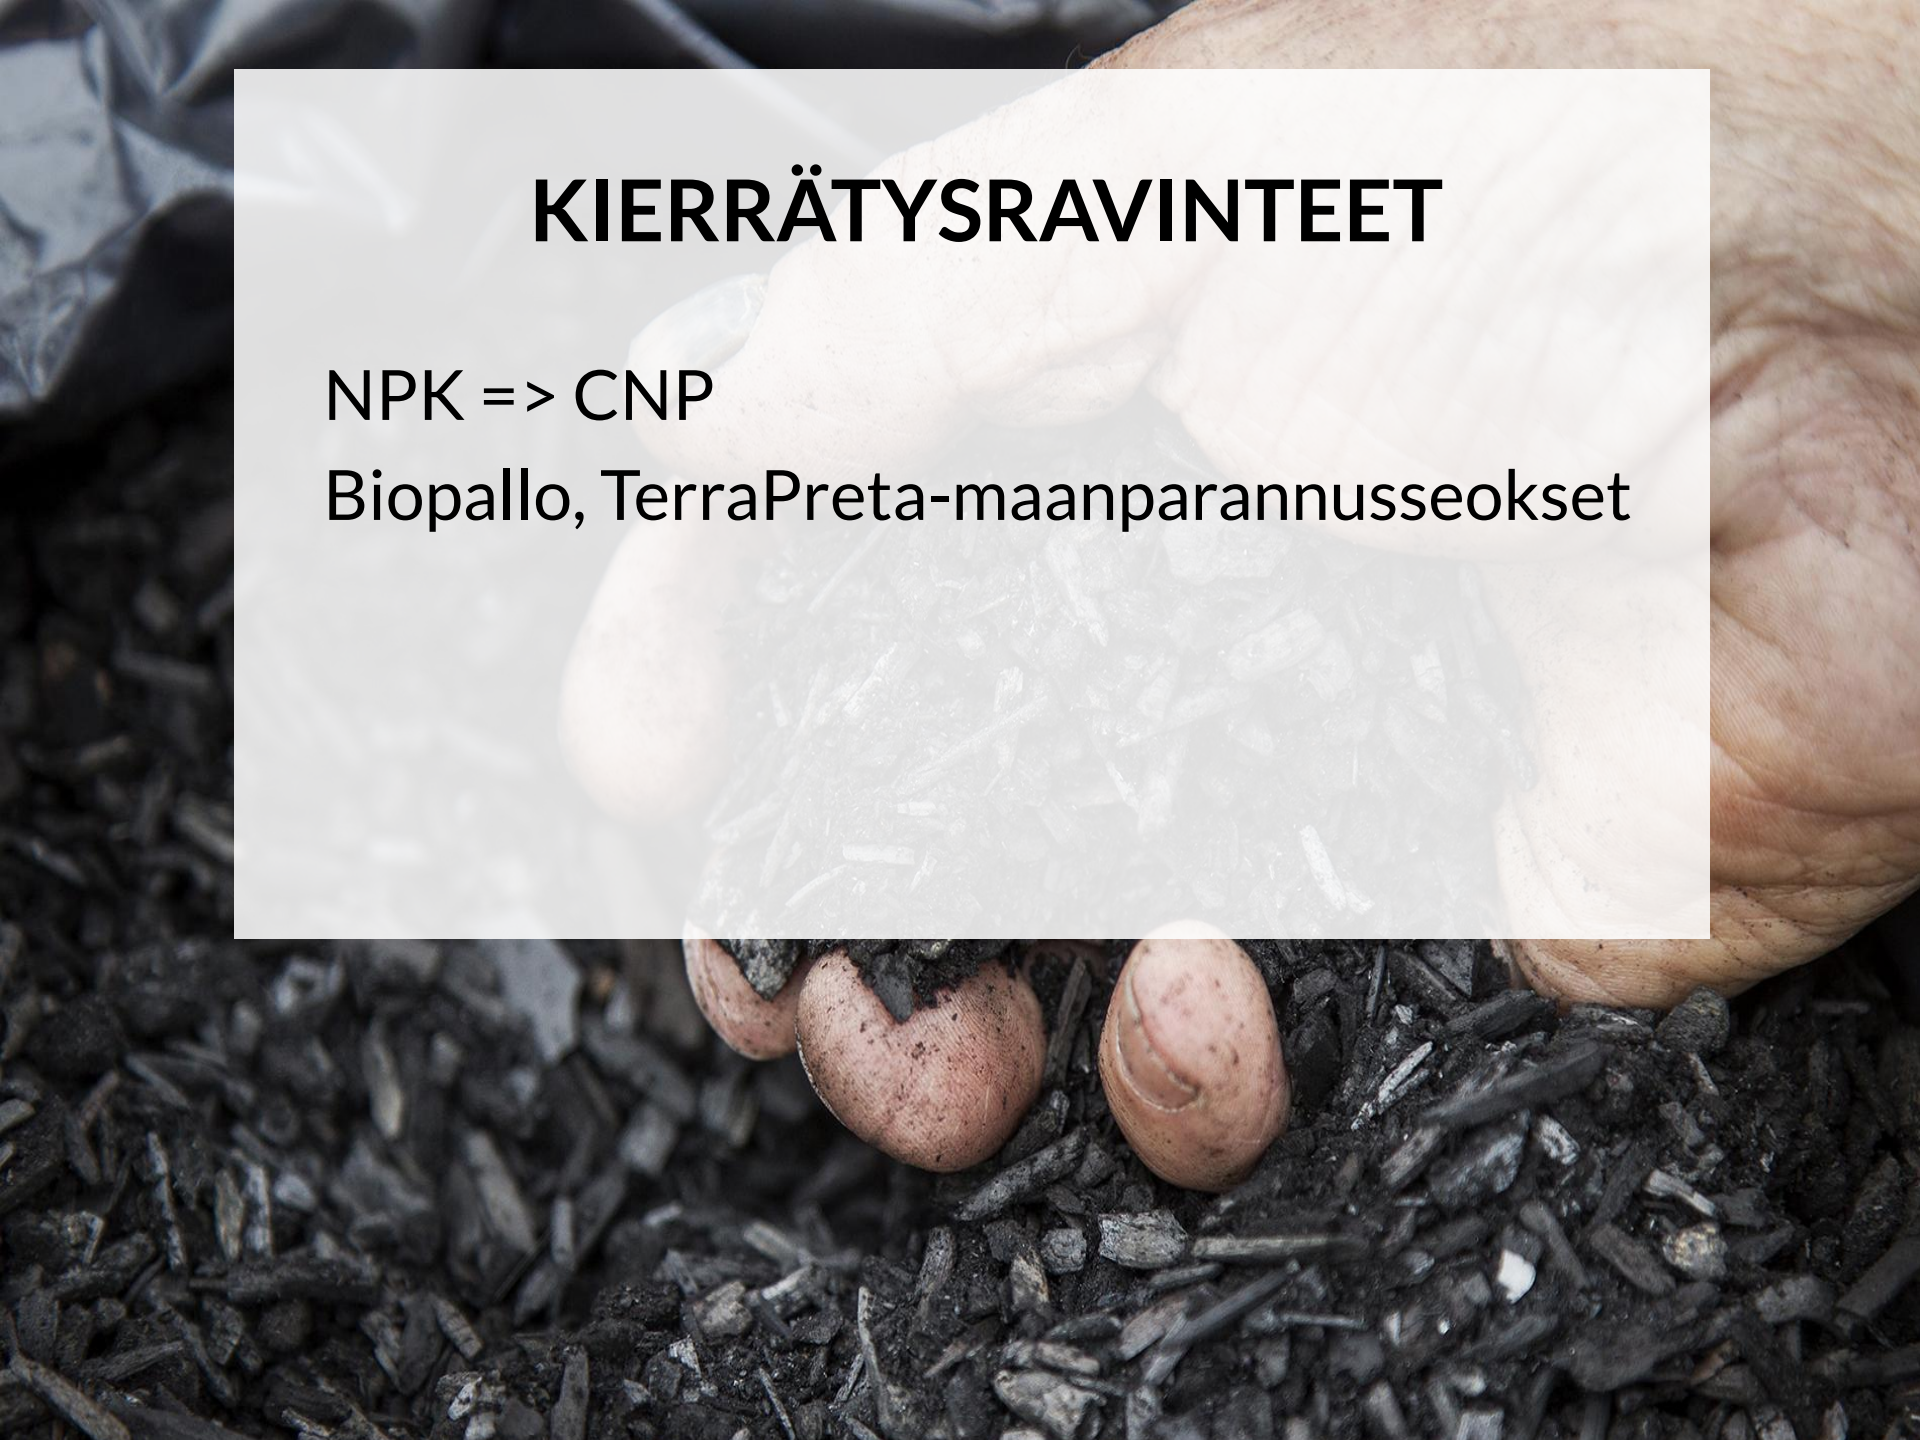 KIERRÄTYSRAVINTEET
NPK => CNP
Biopallo, TerraPreta-maanparannusseokset